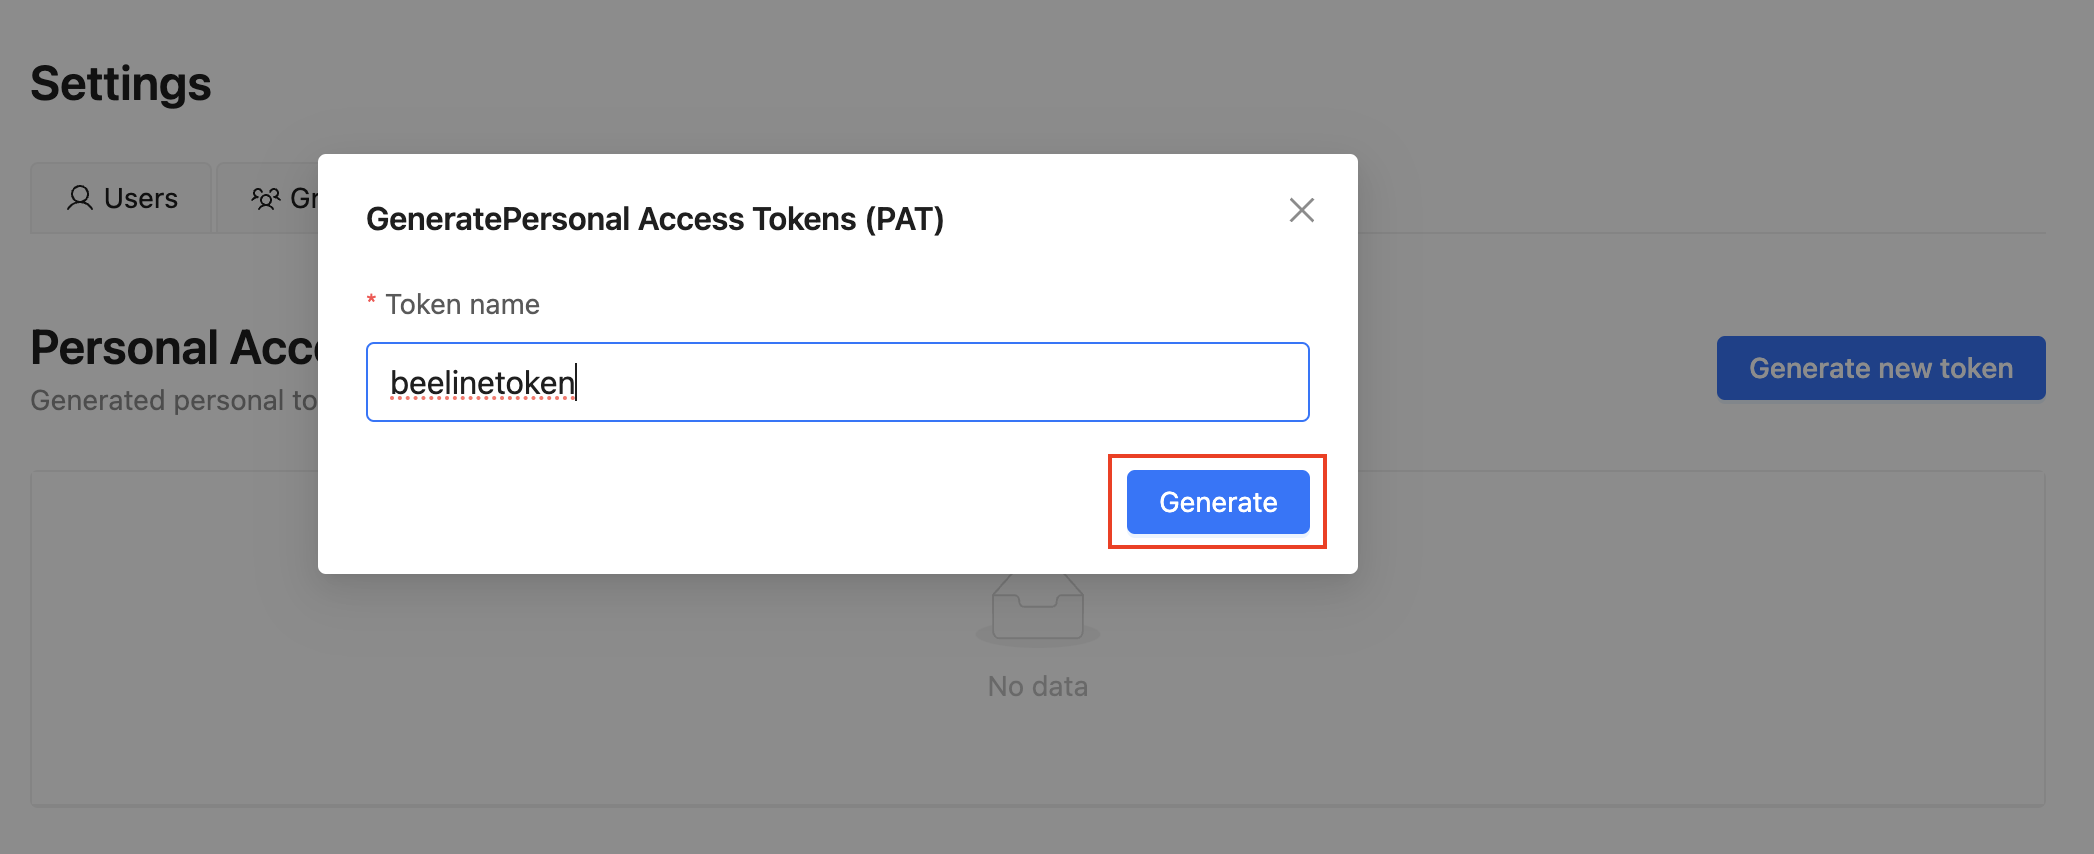 Settings
Users
Gr
GeneratePersonal Access Tokens (PAT)
* Token name
beelinetoken
Generate
Personal Acce
Generated personal to
Generate new token
No data